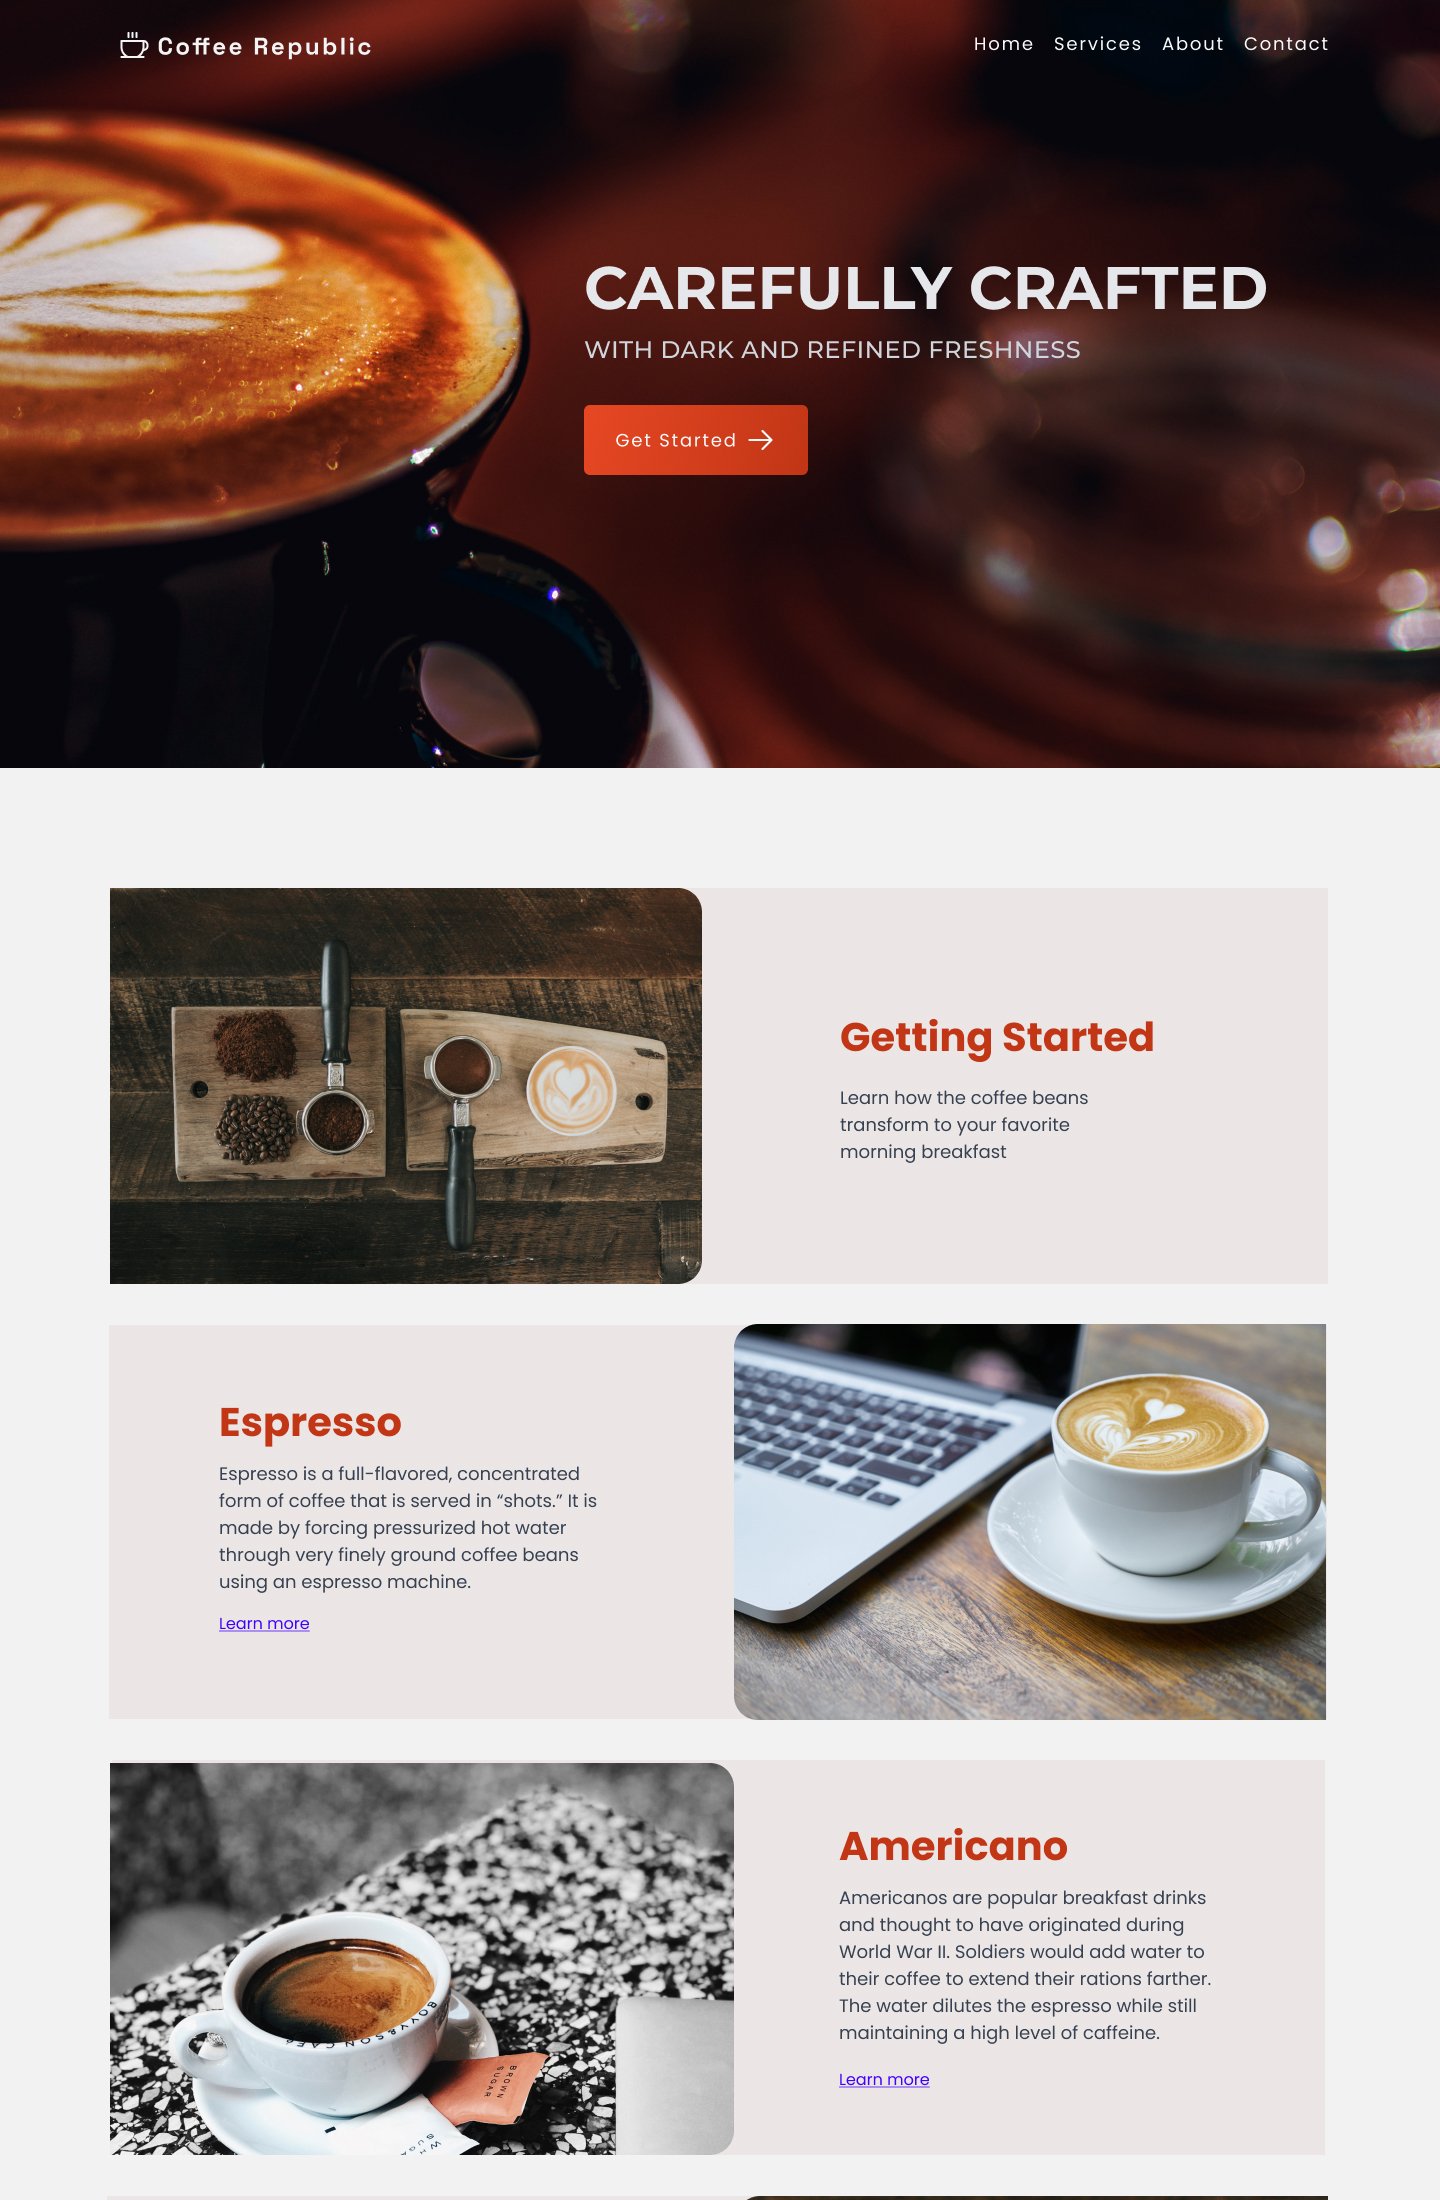 Coffee Republic
Home Services About Contact
CAREFULLY CRAFTED
WITH DARK AND REFINED FRESHNESS
Get Started
Getting Started
Learn how the coffee beans
transform to your favorite
morning breakfast
Espresso
Espresso is a full-flavored, concentrated
form of coffee that is served in “shots.” It is
made by forcing pressurized hot water
through very finely ground coffee beans
using an espresso machine.
Learn more
Americano
Americanos are popular breakfast drinks
and thought to have originated during
World War II. Soldiers would add water to
their coffee to extend their rations farther.
The water dilutes the espresso while still
maintaining a high level of caffeine.
Learn more
BROWN
SUGAR